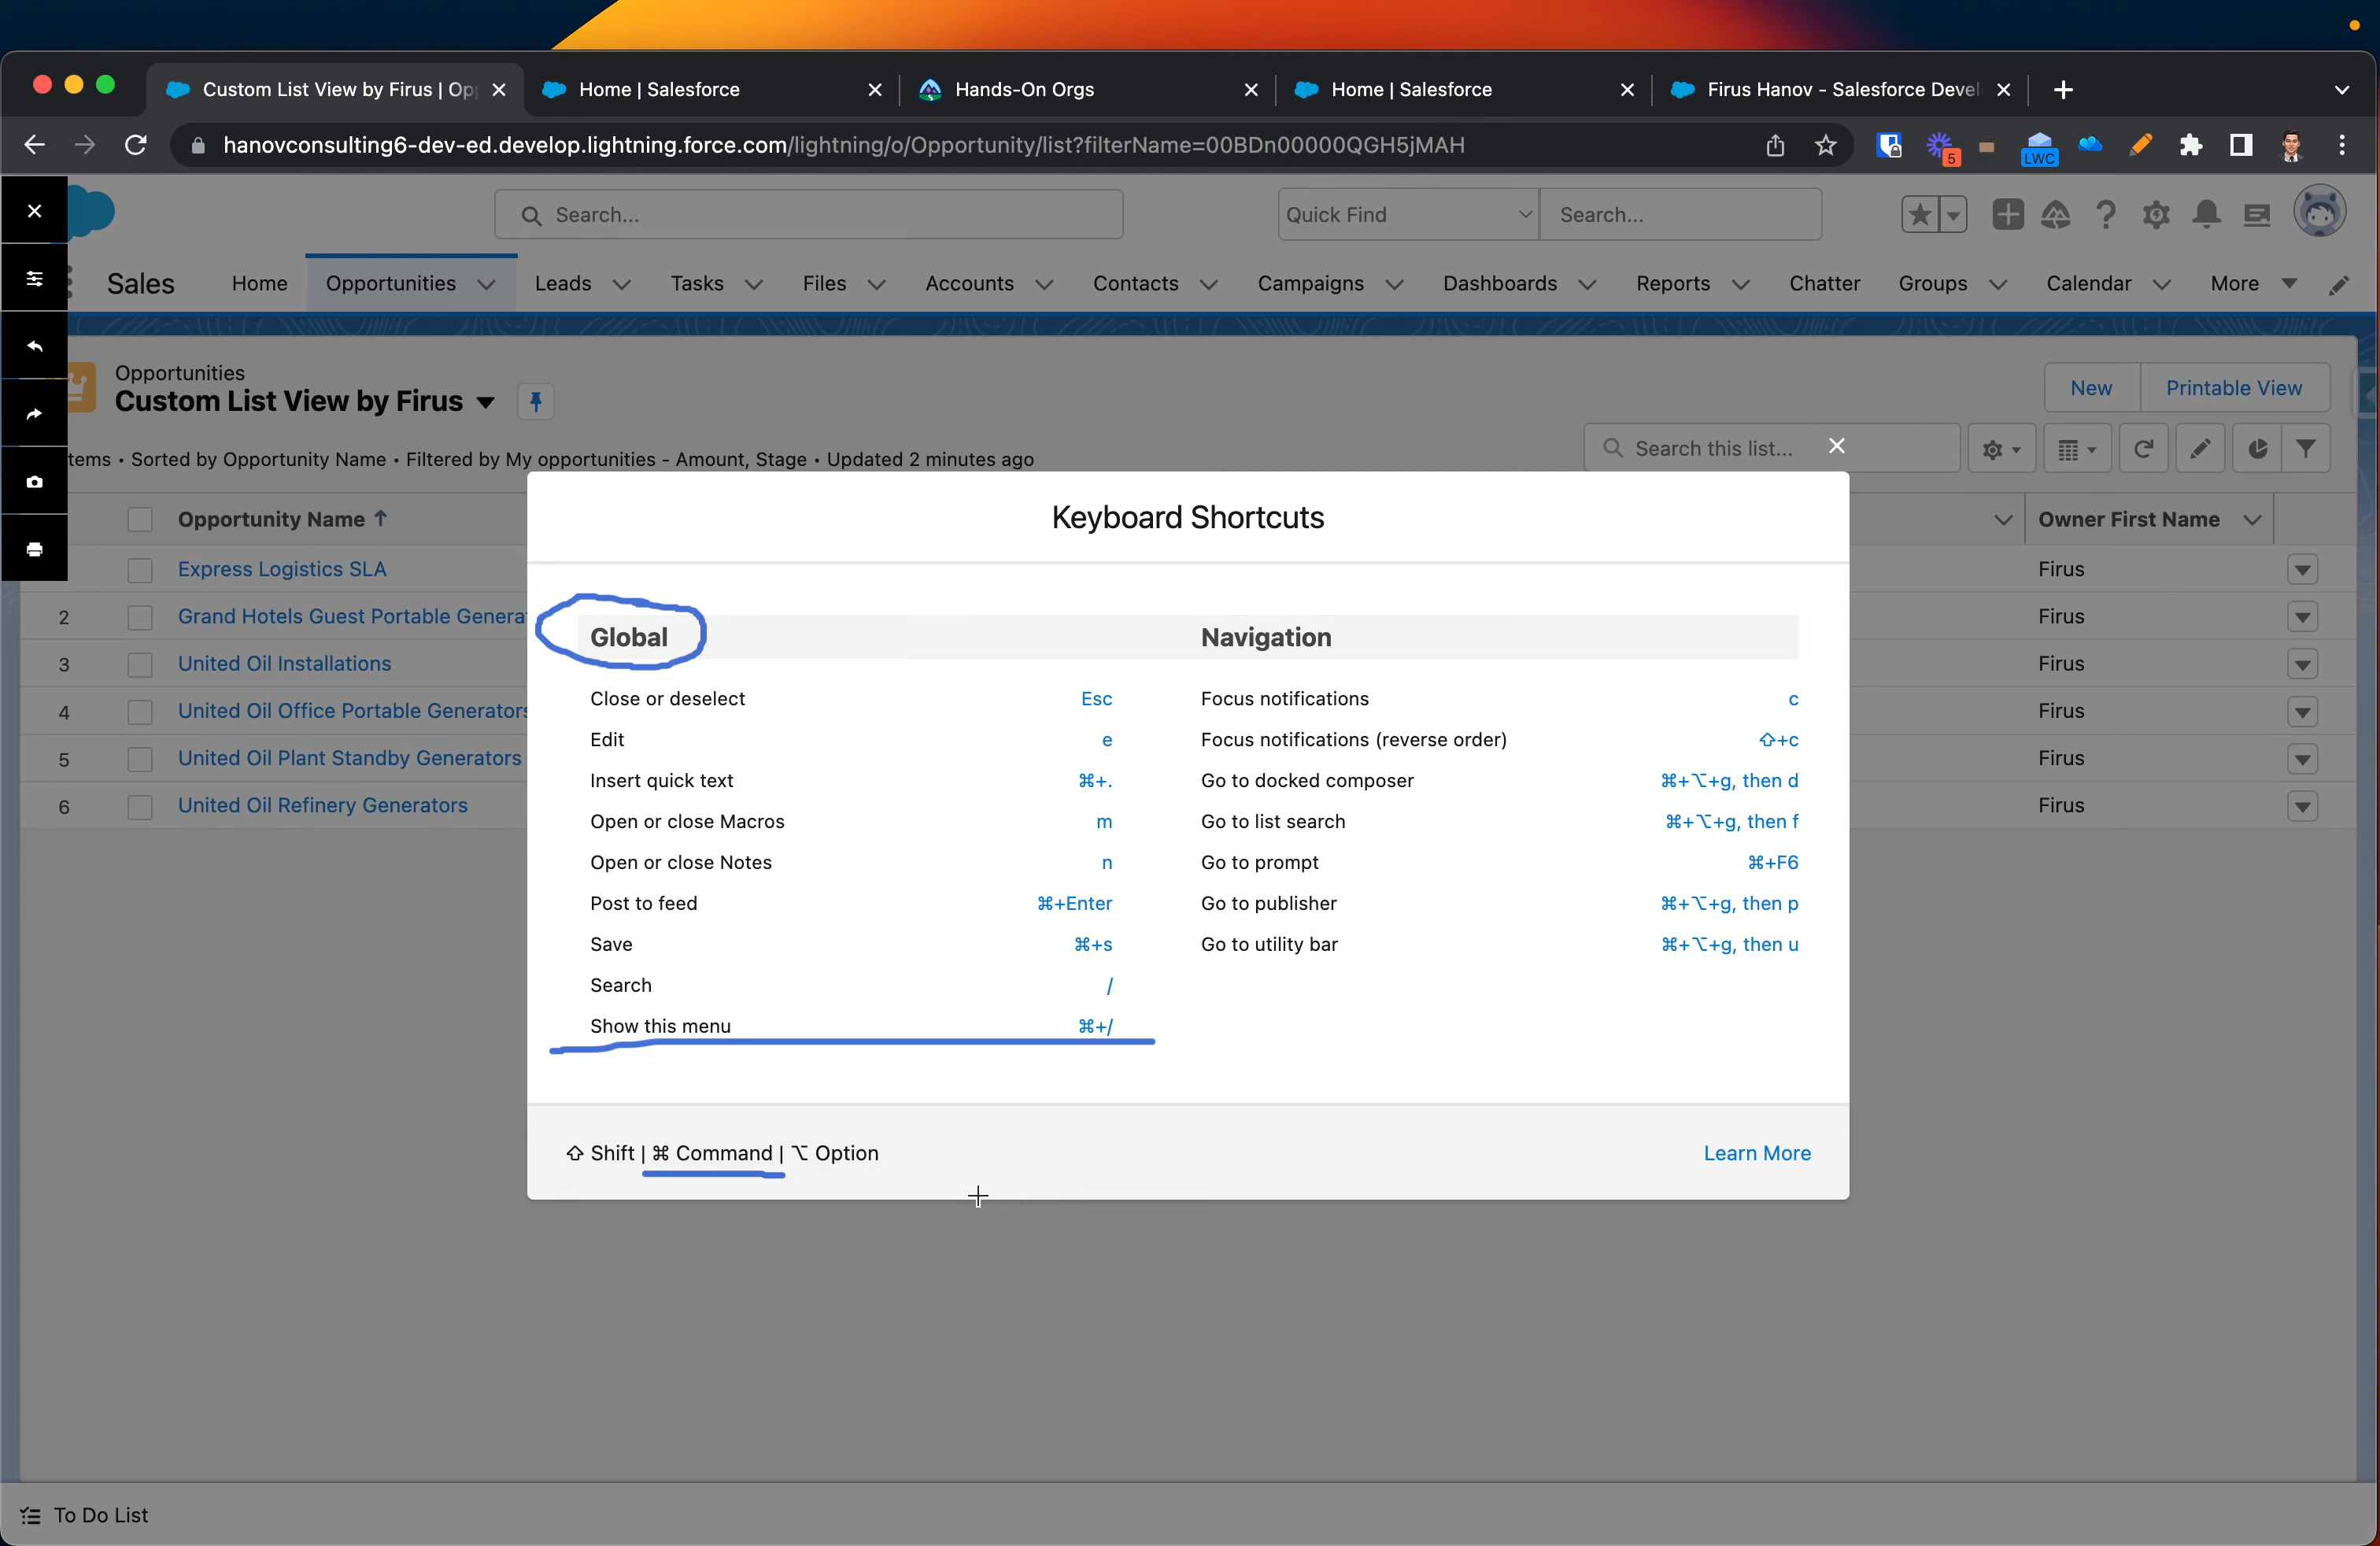 Custom List View by Firus | Opp
Home | Salesforce
Hands-On Orgs
Home | Salesforce
Firus Hanov - Salesforce Devel
hanovconsulting6-dev-ed.develop.lightning.force.com/lightning/o/Opportunity/list?filterName=00BDn00000QGH5jMAH
5
LWC
Search...
Quick Find
Search...
Sales
Home
Opportunities
Leads
Tasks
Files
Accounts
Contacts
Campaigns
Dashboards
Reports
Chatter
Groups
Calendar
More
Opportunities
Custom List View by Firus
New
Printable View
tems • Sorted by Opportunity Name • Filtered by My opportunities - Amount, Stage • Updated 2 minutes ago
Search this list...
Opportunity Name ↑
Owner First Name
Express Logistics SLA
Firus
2 Grand Hotels Guest Portable Genera
Firus
3 United Oil Installations
Firus
4 United Oil Office Portable Generators
Firus
5 United Oil Plant Standby Generators
Firus
6 United Oil Refinery Generators
Firus
Keyboard Shortcuts
Global
Close or deselect Esc
Edit e
Insert quick text ⌘+.
Open or close Macros m
Open or close Notes n
Post to feed ⌘+Enter
Save ⌘+s
Search /
Show this menu ⌘+/
Navigation
Focus notifications c
Focus notifications (reverse order) ⇧+c
Go to docked composer ⌘+⌥+g, then d
Go to list search ⌘+⌥+g, then f
Go to prompt ⌘+F6
Go to publisher ⌘+⌥+g, then p
Go to utility bar ⌘+⌥+g, then u
⇧ Shift | ⌘ Command | ⌥ Option
Learn More
To Do List